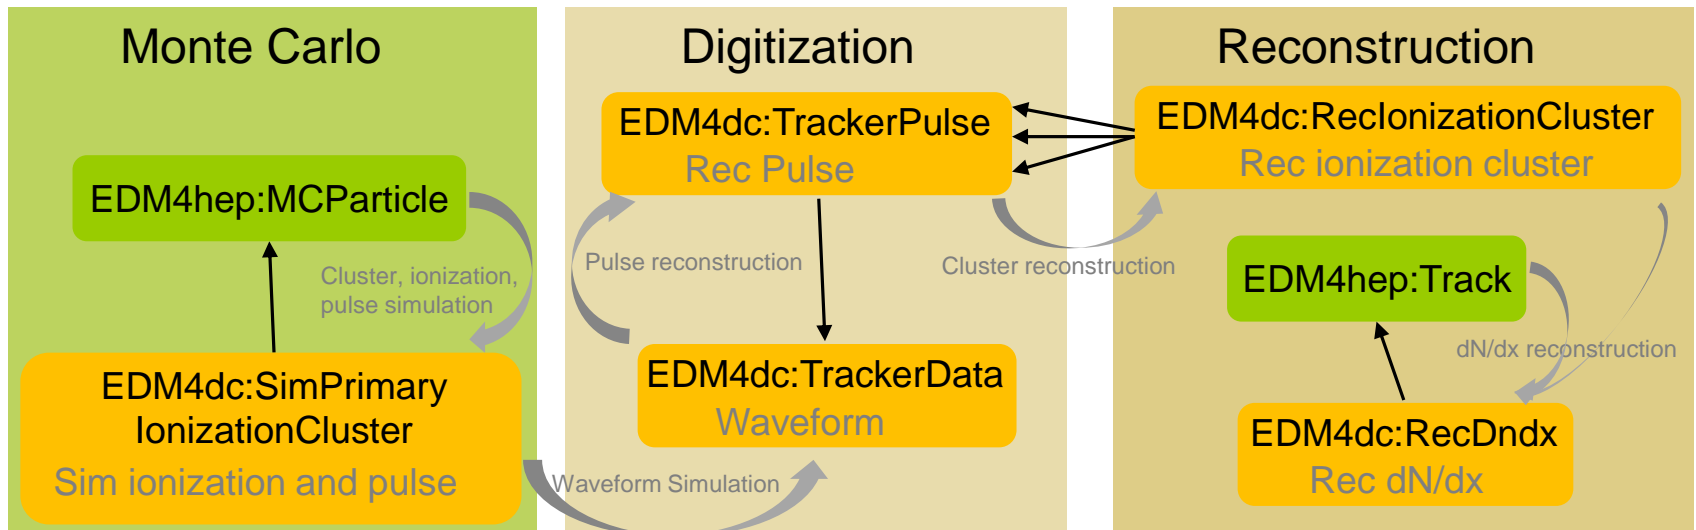 Monte Carlo
EDM4hep:MCParticle
Cluster, ionization,
pulse simulation
EDM4dc:SimPrimary
IonizationCluster
Sim ionization and pulse
Waveform Simulation
Digitization
EDM4dc:TrackerPulse
Rec Pulse
Pulse reconstruction
EDM4dc:TrackerData
Waveform
Cluster reconstruction
Reconstruction
EDM4dc:RecIonizationCluster
Rec ionization cluster
EDM4hep:Track
dN/dx reconstruction
EDM4dc:RecDndx
Rec dN/dx